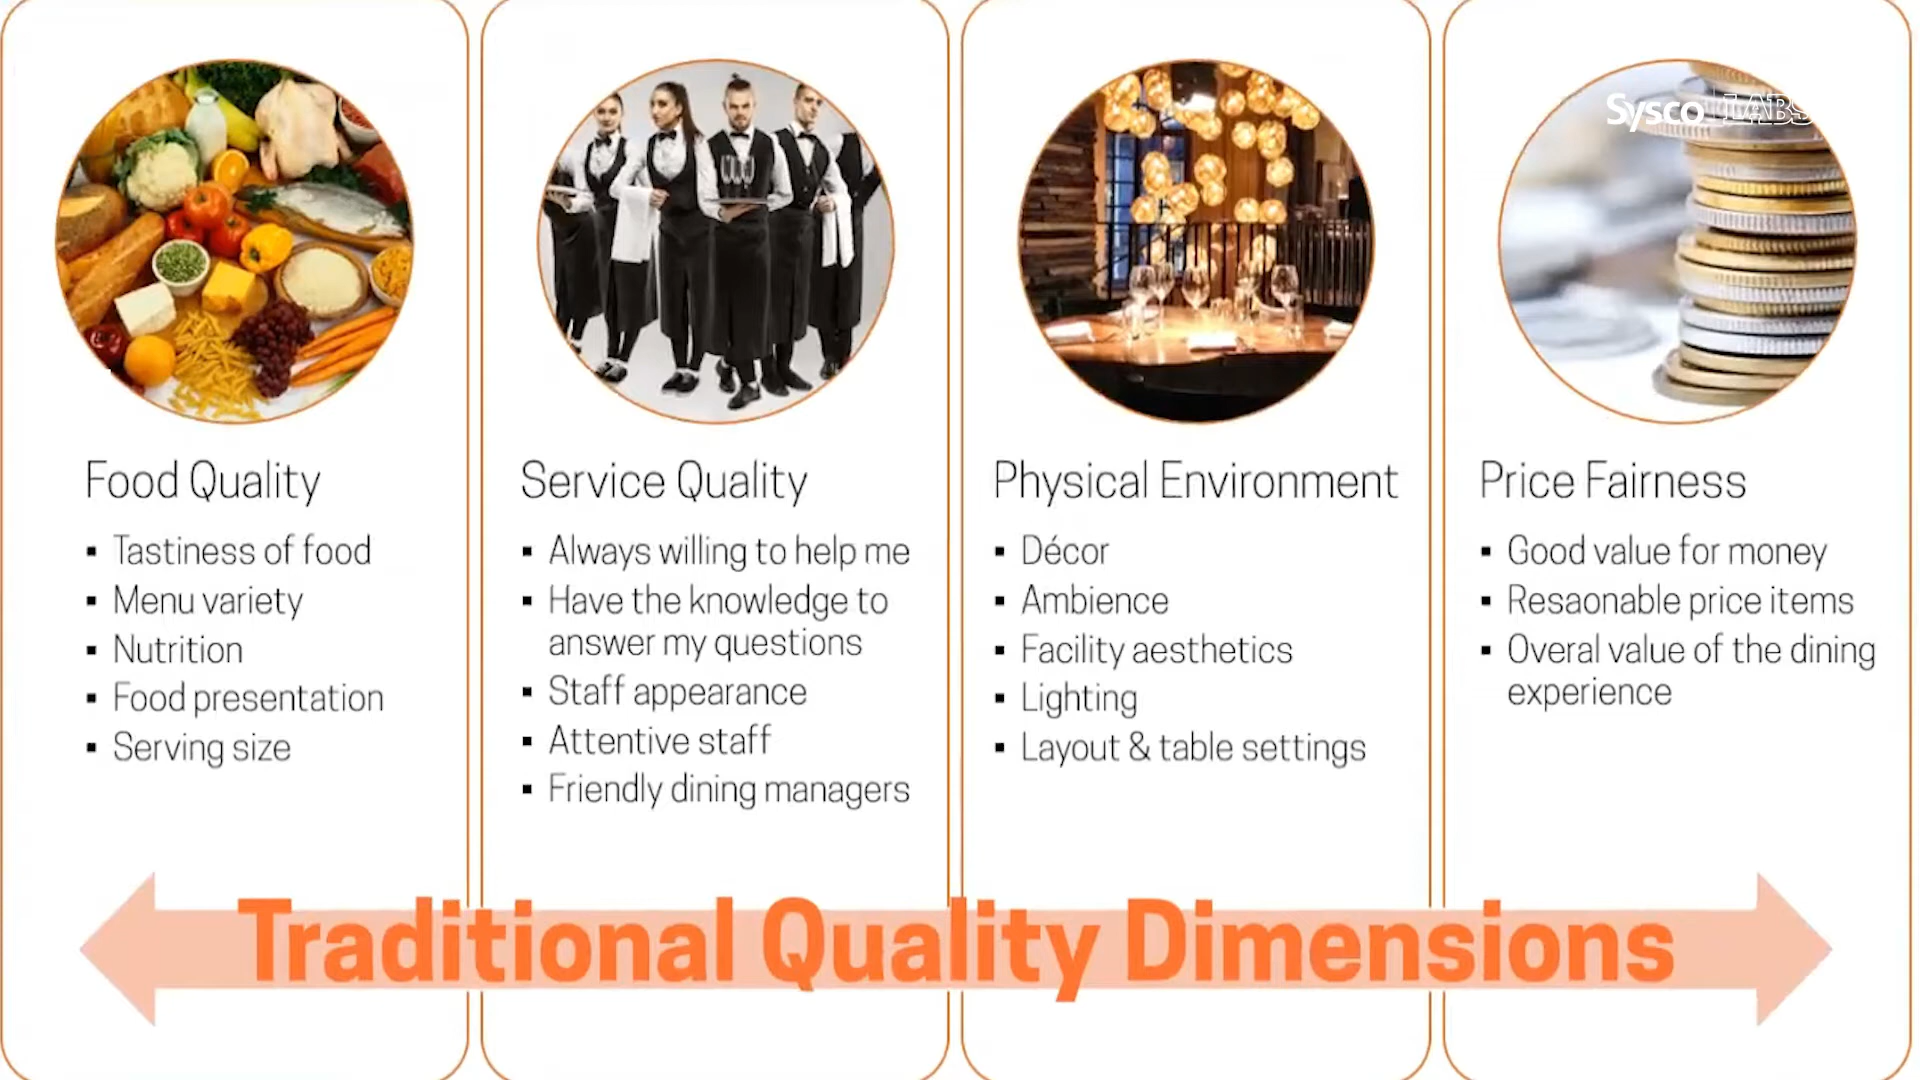 Sysco LABS
Food Quality
▪ Tastiness of food
▪ Menu variety
▪ Nutrition
▪ Food presentation
▪ Serving size
Service Quality
▪ Always willing to help me
▪ Have the knowledge to
answer my questions
▪ Staff appearance
▪ Attentive staff
▪ Friendly dining managers
Physical Environment
▪ Décor
▪ Ambience
▪ Facility aesthetics
▪ Lighting
▪ Layout & table settings
Price Fairness
▪ Good value for money
▪ Resaonable price items
▪ Overal value of the dining
experience
Traditional Quality Dimensions